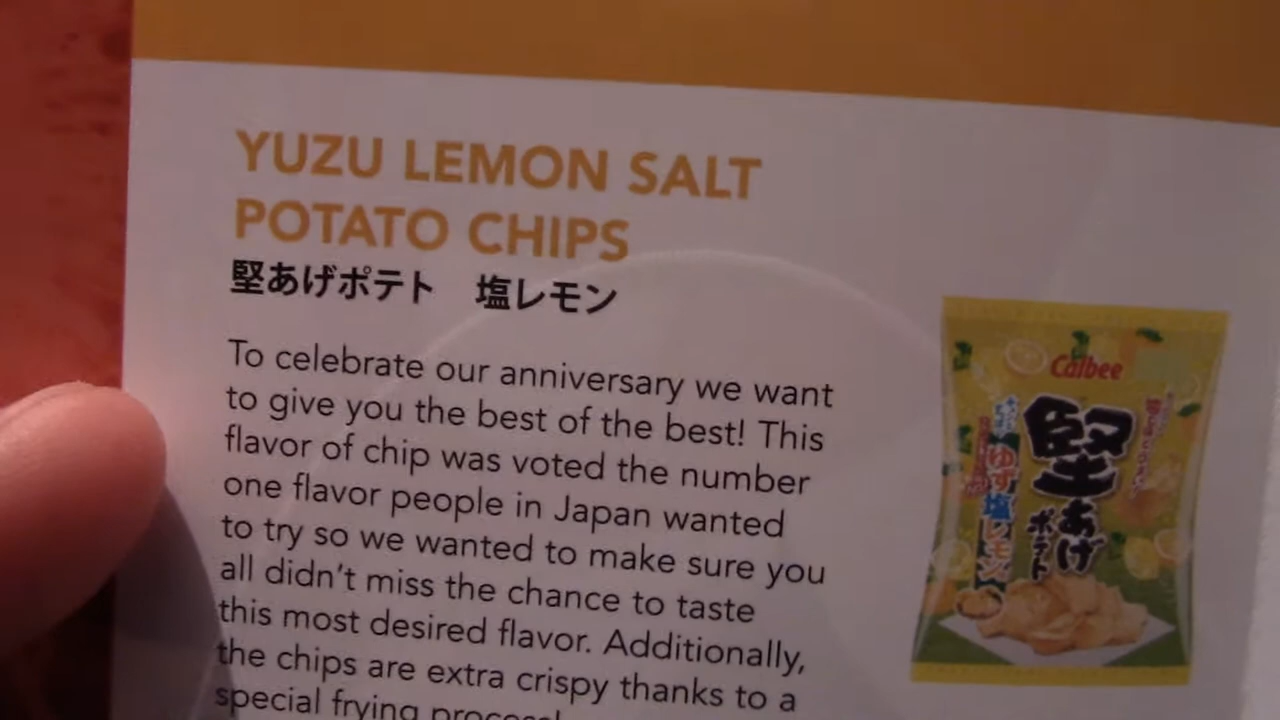 YUZU LEMON SALT
POTATO CHIPS
堅あげポテト　塩レモン
To celebrate our anniversary we want
to give you the best of the best! This
flavor of chip was voted the number
one flavor people in Japan wanted
to try so we wanted to make sure you
all didn't miss the chance to taste
this most desired flavor. Additionally,
the chips are extra crispy thanks to a
special frying process!
Calbee
堅あげ
ポテト
ゆず塩レモン